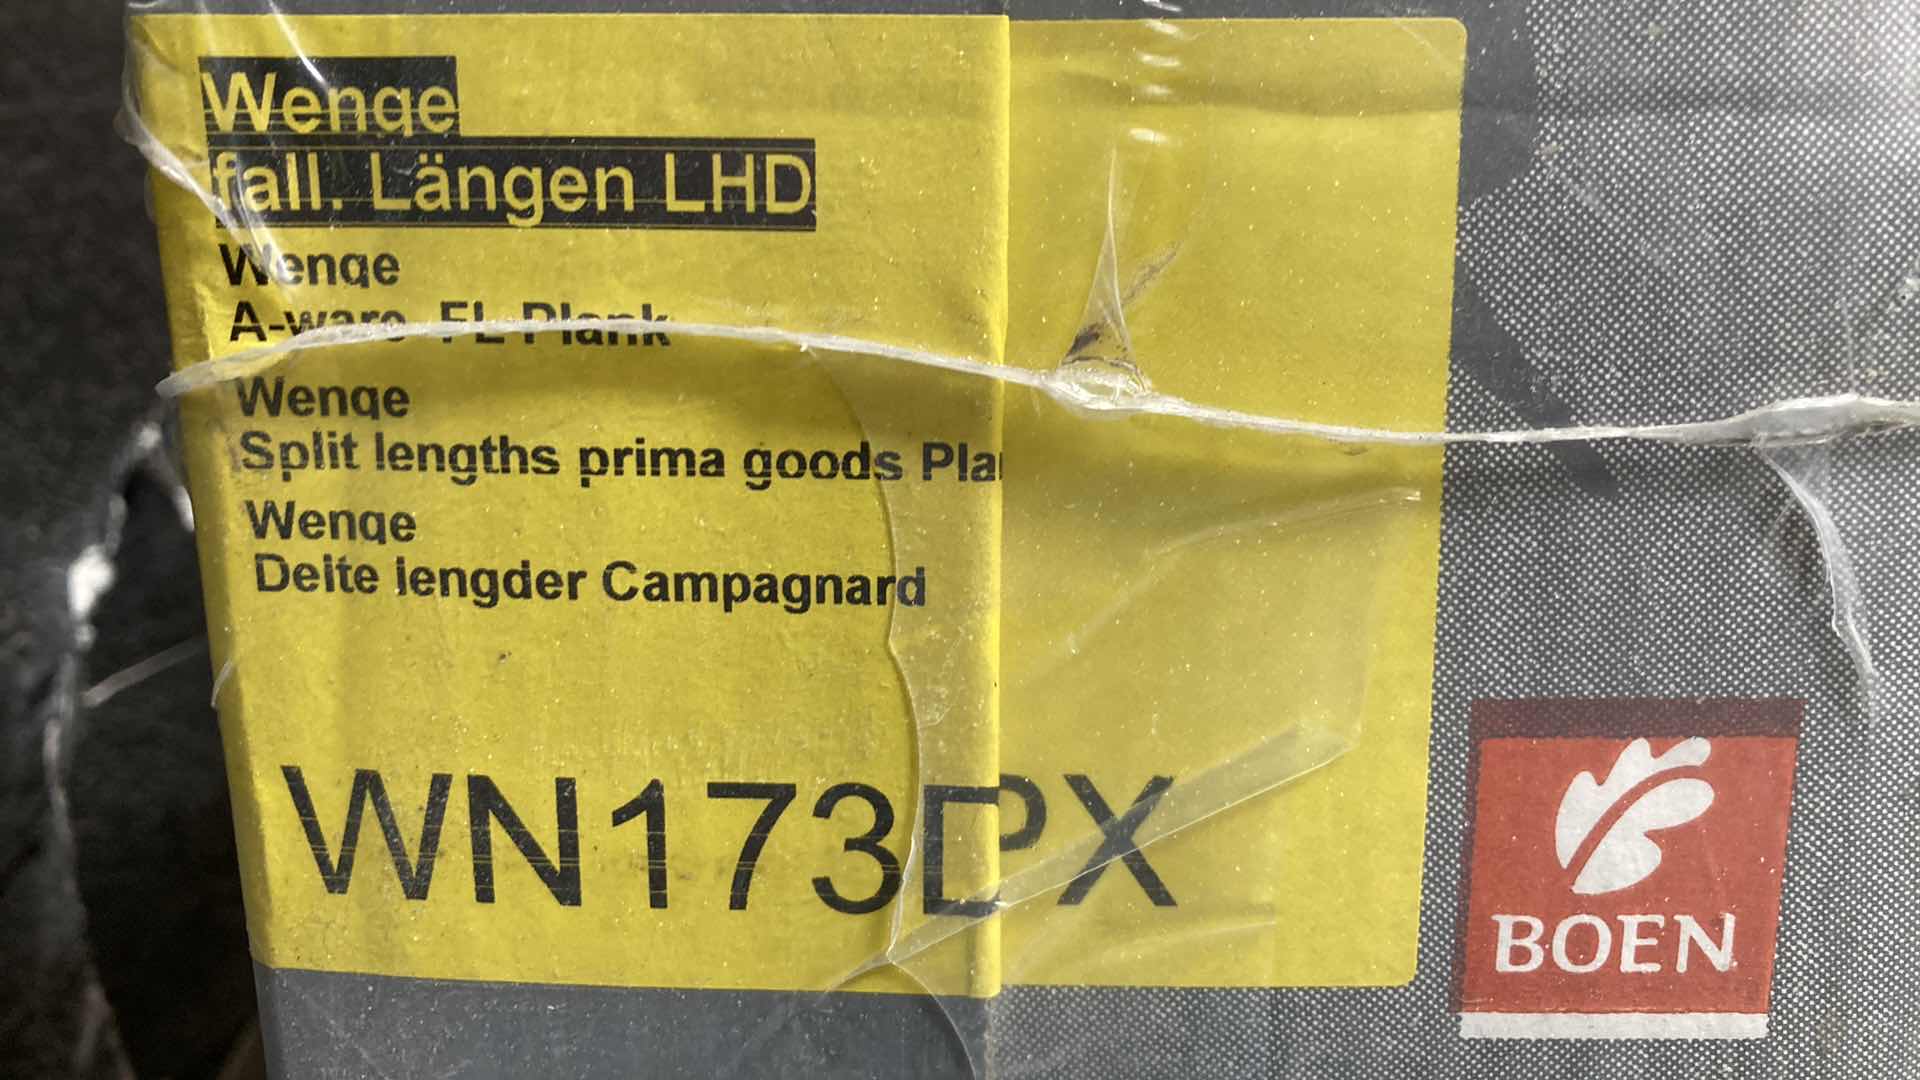 Wenge
fall. Längen LHD
Wenge
A-ware FL-Plank
Wenge
Split lengths prima goods Pla
Wenge
Delte lengder Campagnard
WN173 X
BOEN